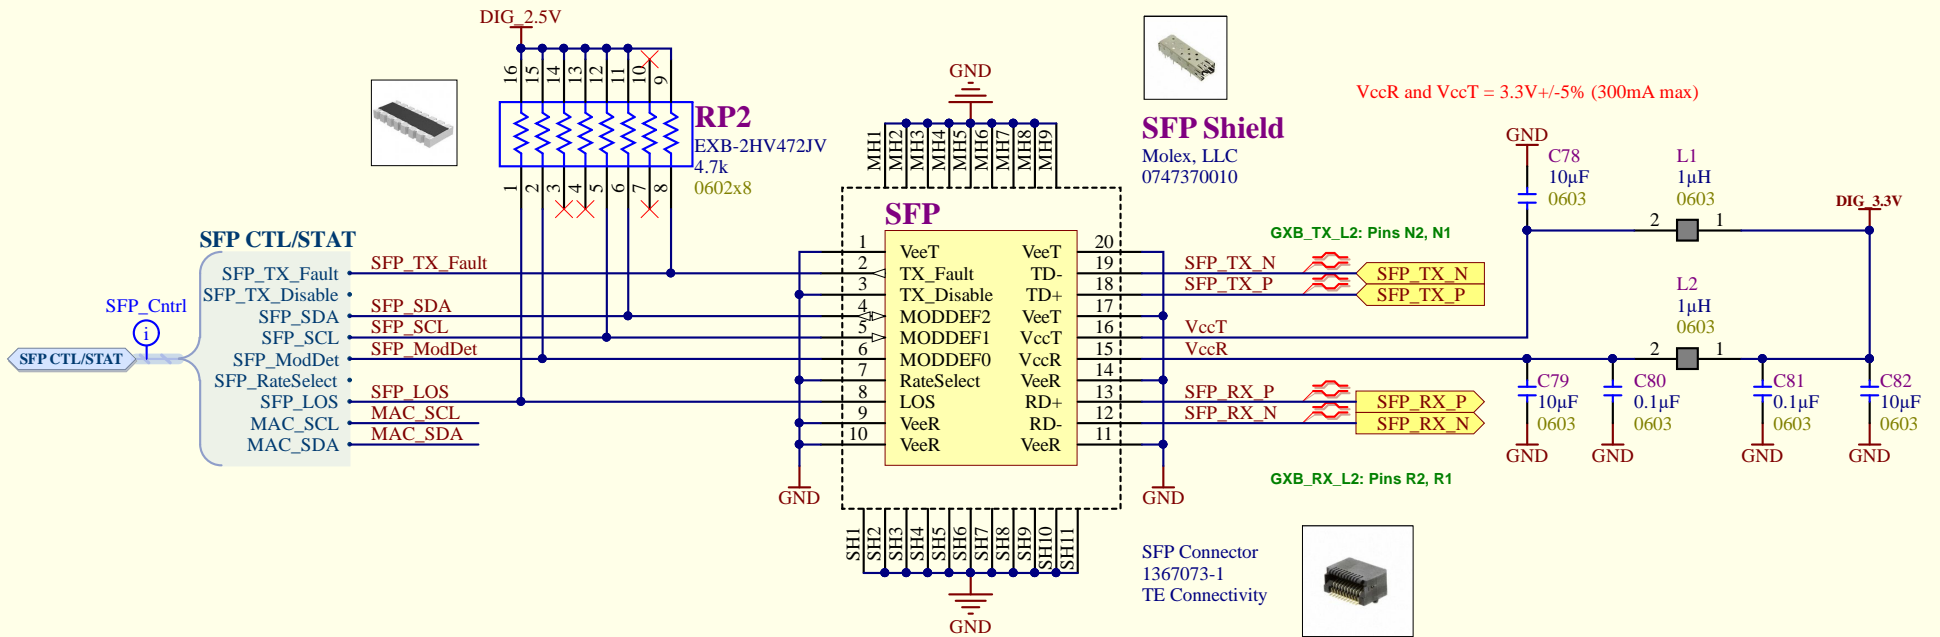 DIG_2.5V
16
15
14
13
12
11
10
9
RP2
EXB-2HV472JV
4.7k
0602x8
1
2
3
4
5
6
7
8
SFP CTL/STAT
SFP_TX_Fault
SFP_TX_Disable
SFP_SDA
SFP_SCL
SFP_ModDet
SFP_RateSelect
SFP_LOS
MAC_SCL
MAC_SDA
SFP_Cntrl
i
SFP CTL/STAT
SFP_TX_Fault
SFP_SDA
SFP_SCL
SFP_ModDet
SFP_LOS
MAC_SCL
MAC_SDA
GND
MH1
MH2
MH3
MH4
MH5
MH6
MH7
MH8
MH9
SFP
1 VeeT
2 TX_Fault
3 TX_Disable
4 MODDEF2
5 MODDEF1
6 MODDEF0
7 RateSelect
8 LOS
9 VeeR
10 VeeR
VeeT 20
TD- 19
TD+ 18
VeeT 17
VccT 16
VccR 15
VeeR 14
RD+ 13
RD- 12
VeeR 11
GND
GND
SH1
SH2
SH3
SH4
SH5
SH6
SH7
SH8
SH9
SH10
SH11
GND
SFP Shield
Molex, LLC
0747370010
VccR and VccT = 3.3V+/-5% (300mA max)
GXB_TX_L2: Pins N2, N1
SFP_TX_N
SFP_TX_P
SFP_TX_N
SFP_TX_P
VccT
VccR
SFP_RX_P
SFP_RX_N
SFP_RX_P
SFP_RX_N
GXB_RX_L2: Pins R2, R1
SFP Connector
1367073-1
TE Connectivity
GND
C78
10µF
0603
L1
1µH
0603
2
1
DIG_3.3V
L2
1µH
0603
2
1
C79
10µF
0603
GND
C80
0.1µF
0603
GND
C81
0.1µF
0603
GND
C82
10µF
0603
GND